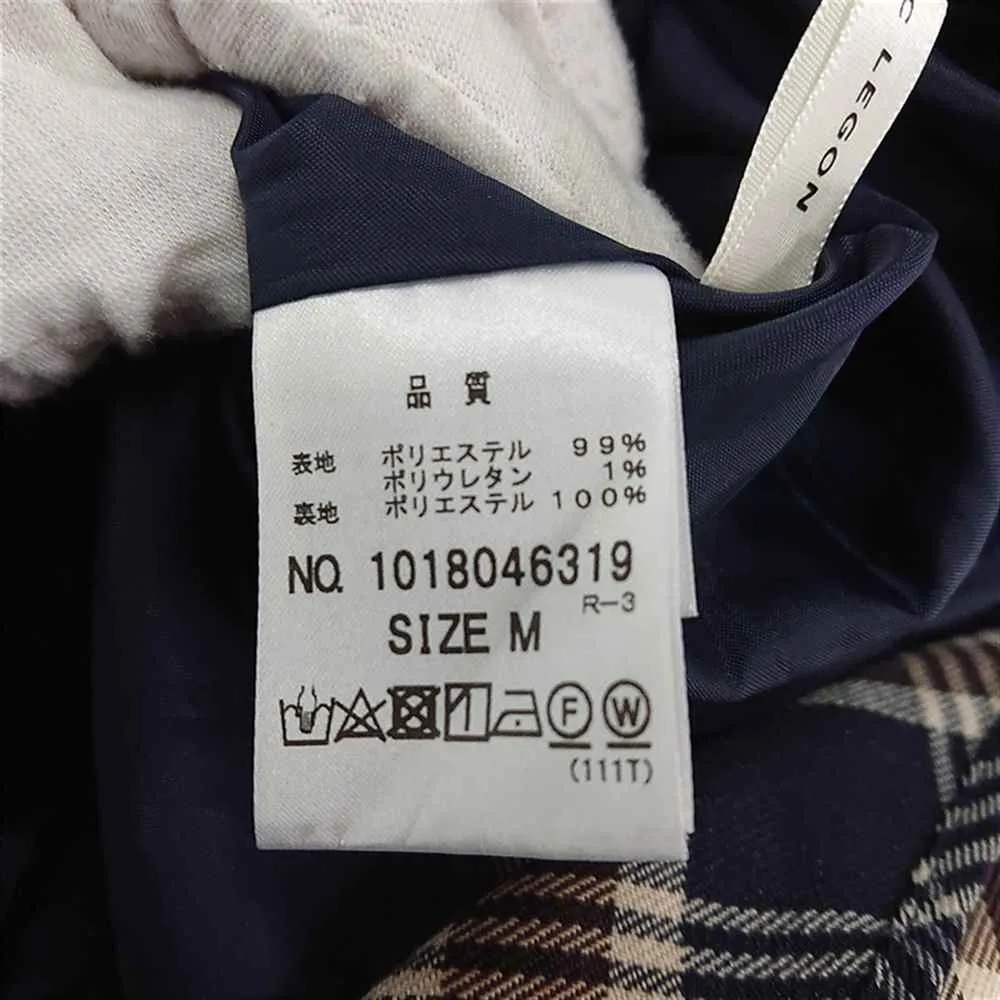 C LEGON
品質
表地 ポリエステル 99%
ポリウレタン 1%
裏地 ポリエステル 100%
NO. 1018046319
R-3
SIZE M
F W
(111T)